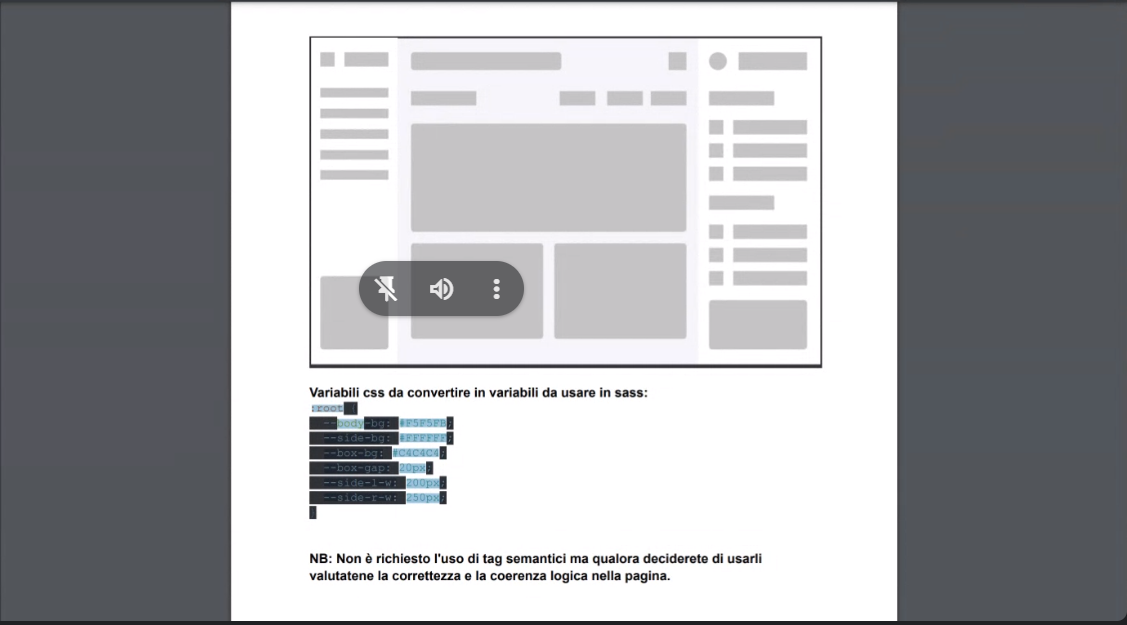 Variabili css da convertire in variabili da usare in sass:
:root {
--body-bg: #F5F5FB;
--side-bg: #FFFFFF;
--box-bg: #C4C4C4;
--box-gap: 20px;
--side-l-w: 200px;
--side-r-w: 250px;
}
NB: Non è richiesto l'uso di tag semantici ma qualora deciderete di usarli
valutatene la correttezza e la coerenza logica nella pagina.